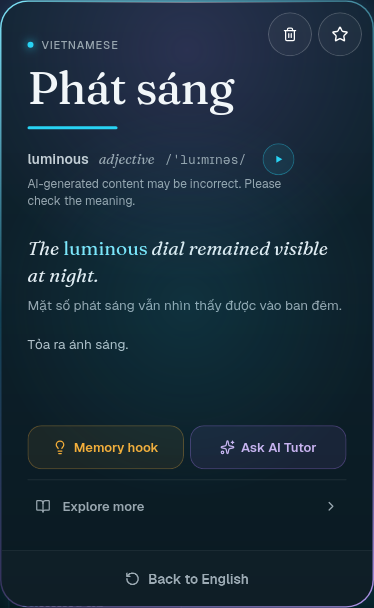 VIETNAMESE
Phát sáng
luminous adjective /ˈluːmɪnəs/
AI-generated content may be incorrect. Please
check the meaning.
The luminous dial remained visible
at night.
Mặt số phát sáng vẫn nhìn thấy được vào ban đêm.
Tỏa ra ánh sáng.
Memory hook
Ask AI Tutor
Explore more
Back to English